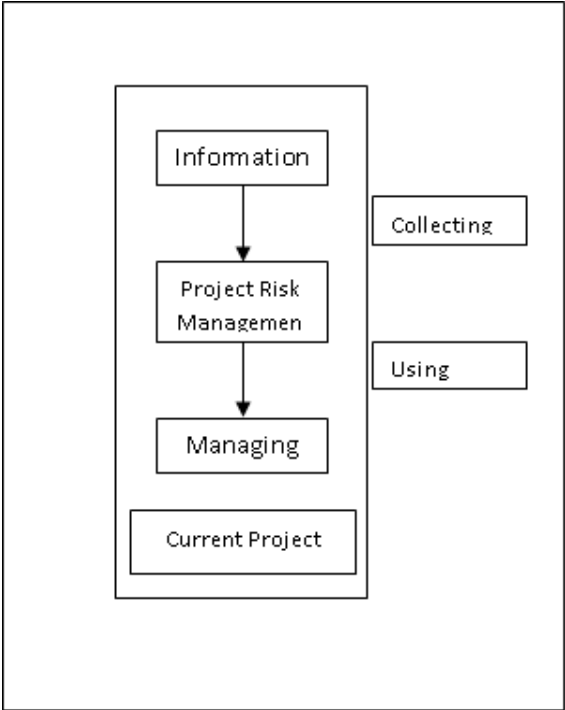 Information
Collecting
Project Risk
Managemen
Using
Managing
Current Project